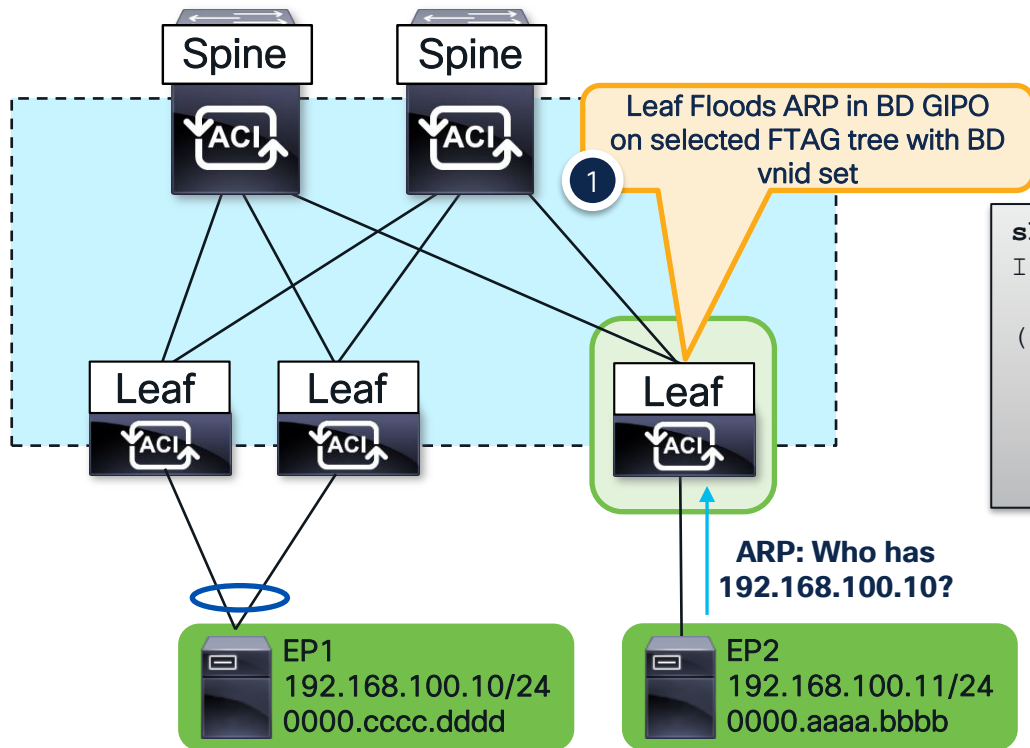 Spine
Spine
ACI
ACI
Leaf Floods ARP in BD GIPO
on selected FTAG tree with BD
vnid set
1
I
(
Leaf
Leaf
Leaf
ACI
ACI
ACI
ARP: Who has
192.168.100.10?
EP1
192.168.100.10/24
0000.cccc.dddd
EP2
192.168.100.11/24
0000.aaaa.bbbb